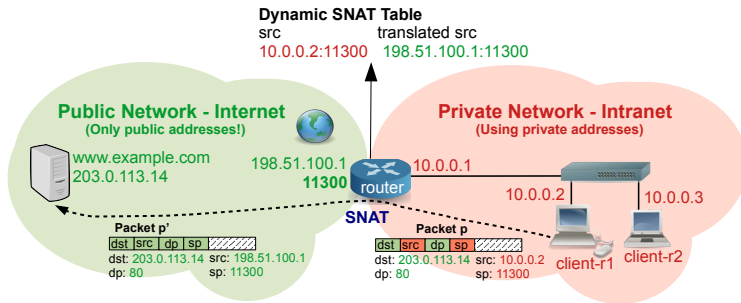 Dynamic SNAT Table
src translated src
10.0.0.2:11300 198.51.100.1:11300
Public Network - Internet
(Only public addresses!)
Private Network - Intranet
(Using private addresses)
www.example.com
203.0.113.14
198.51.100.1
11300
router
10.0.0.1
10.0.0.2
10.0.0.3
SNAT
client-r1
client-r2
Packet p'
dst src dp sp
dst: 203.0.113.14 src: 198.51.100.1
dp: 80 sp: 11300
Packet p
dst src dp sp
dst: 203.0.113.14 src: 10.0.0.2
dp: 80 sp: 11300